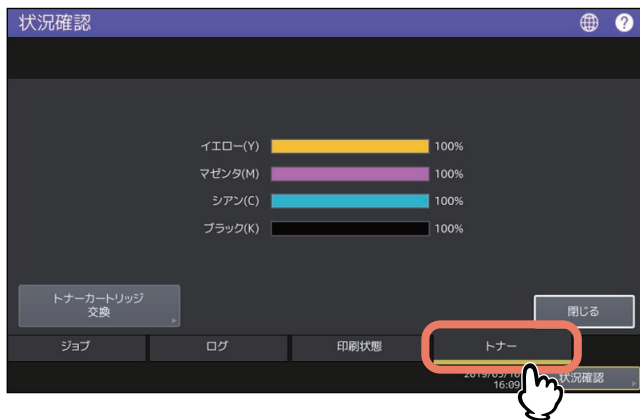 状況確認
?
イエロー(Y) 100%
マゼンタ(M) 100%
シアン(C) 100%
ブラック(K) 100%
トナーカートリッジ
交換
閉じる
ジョブ ログ 印刷状態 トナー
16:09
状況確認